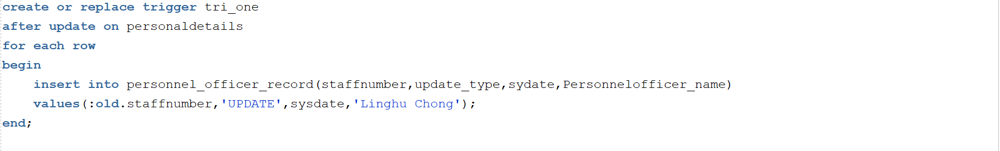 create or replace trigger tri_one
after update on personaldetails
for each row
begin
    insert into personnel_officer_record(staffnumber,update_type,sydate,Personnelofficer_name)
    values(:old.staffnumber,'UPDATE',sysdate,'Linghu Chong');
end;